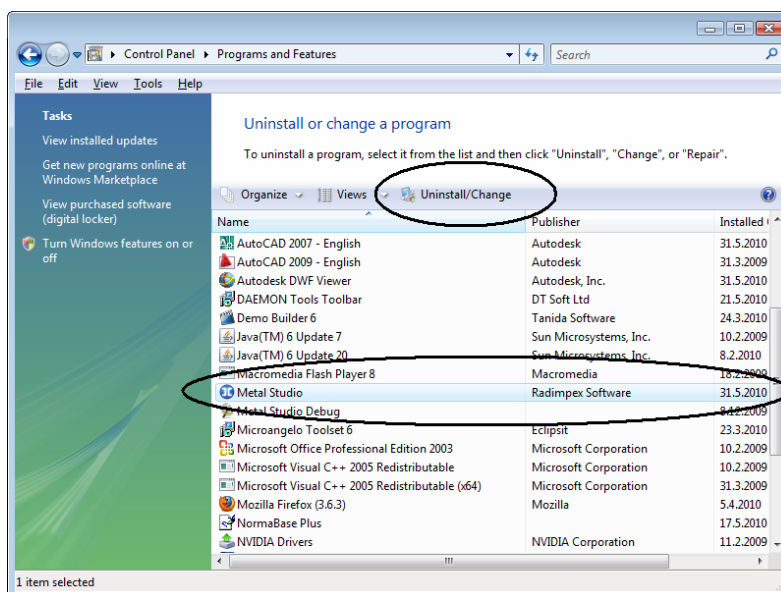 Control Panel Programs and Features Search
File Edit View Tools Help
Tasks
View installed updates
Get new programs online at
Windows Marketplace
View purchased software
(digital locker)
Turn Windows features on or
off
Uninstall or change a program
To uninstall a program, select it from the list and then click "Uninstall", "Change", or "Repair".
Organize Views Uninstall/Change
Name Publisher Installed
AutoCAD 2007 - English Autodesk 31.5.2010
AutoCAD 2009 - English Autodesk 31.3.2009
Autodesk DWF Viewer Autodesk, Inc. 31.5.2010
DAEMON Tools Toolbar DT Soft Ltd 21.5.2010
Demo Builder 6 Tanida Software 24.3.2010
Java(TM) 6 Update 7 Sun Microsystems, Inc. 10.2.2009
Java(TM) 6 Update 20 Sun Microsystems, Inc. 8.2.2010
Macromedia Flash Player 8 Macromedia 18.2.2009
Metal Studio Radimpex Software 31.5.2010
Metal Studio Debug 8.12.2009
Microangelo Toolset 6 Eclipsit 23.3.2010
Microsoft Office Professional Edition 2003 Microsoft Corporation 10.2.2009
Microsoft Visual C++ 2005 Redistributable Microsoft Corporation 10.2.2009
Microsoft Visual C++ 2005 Redistributable (x64) Microsoft Corporation 31.3.2009
Mozilla Firefox (3.6.3) Mozilla 5.4.2010
NormaBase Plus 17.5.2010
NVIDIA Drivers NVIDIA Corporation 11.2.2009
1 item selected